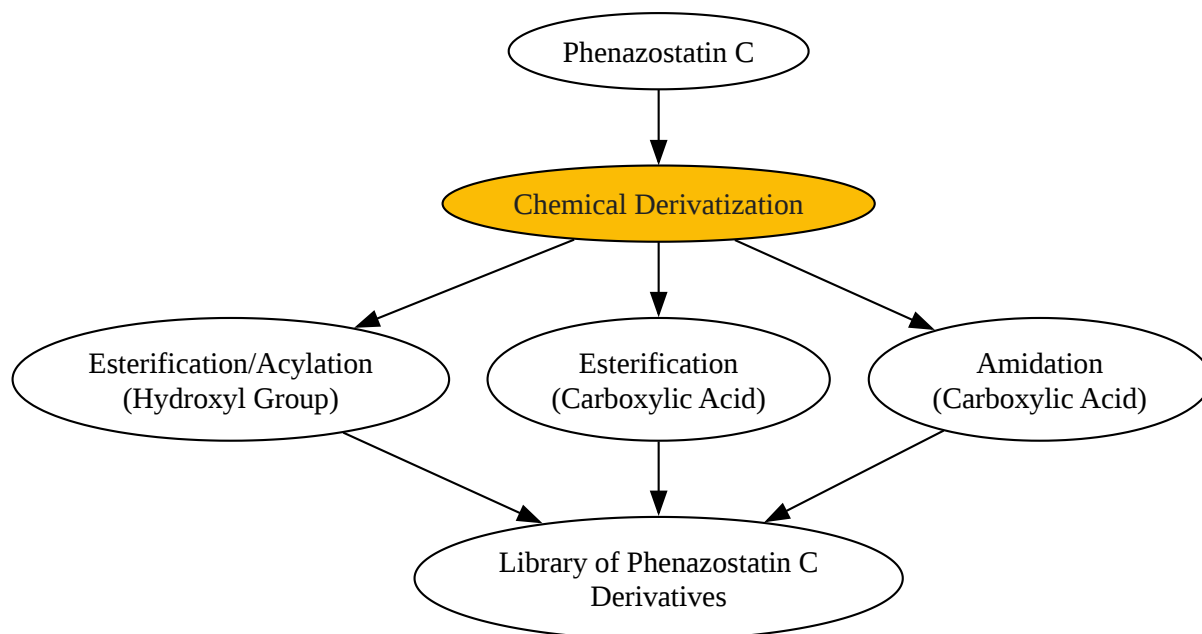 Phenazostatin C
Chemical Derivatization
Esterification/Acylation
(Hydroxyl Group)
Esterification
(Carboxylic Acid)
Amidation
(Carboxylic Acid)
Library of Phenazostatin C
Derivatives